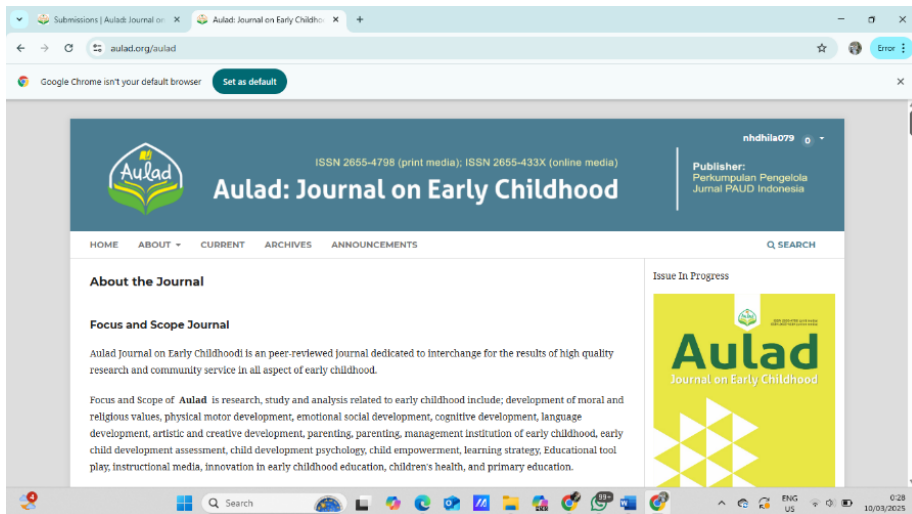 Submissions | Aulad: Journal on
Aulad: Journal on Early Childho
aulad.org/aulad
Error
Google Chrome isn't your default browser
Set as default
nhdhila079 0
Aulad
ISSN 2655-4798 (print media); ISSN 2655-433X (online media)
Aulad: Journal on Early Childhood
Publisher:
Perkumpulan Pengelola
Jurnal PAUD Indonesia
HOME ABOUT CURRENT ARCHIVES ANNOUNCEMENTS SEARCH
About the Journal
Issue In Progress
Focus and Scope Journal
Aulad Journal on Early Childhoodi is an peer-reviewed journal dedicated to interchange for the results of high quality
research and community service in all aspect of early childhood.
Focus and Scope of Aulad is research, study and analysis related to early childhood include; development of moral and
religious values, physical motor development, emotional social development, cognitive development, language
development, artistic and creative development, parenting, parenting, management institution of early childhood, early
child development assessment, child development psychology, child empowerment, learning strategy, Educational tool
play, instructional media, innovation in early childhood education, children's health, and primary education.
Aulad
Journal on Early Childhood
Search
99+
ENG
US
0:28
10/03/2025